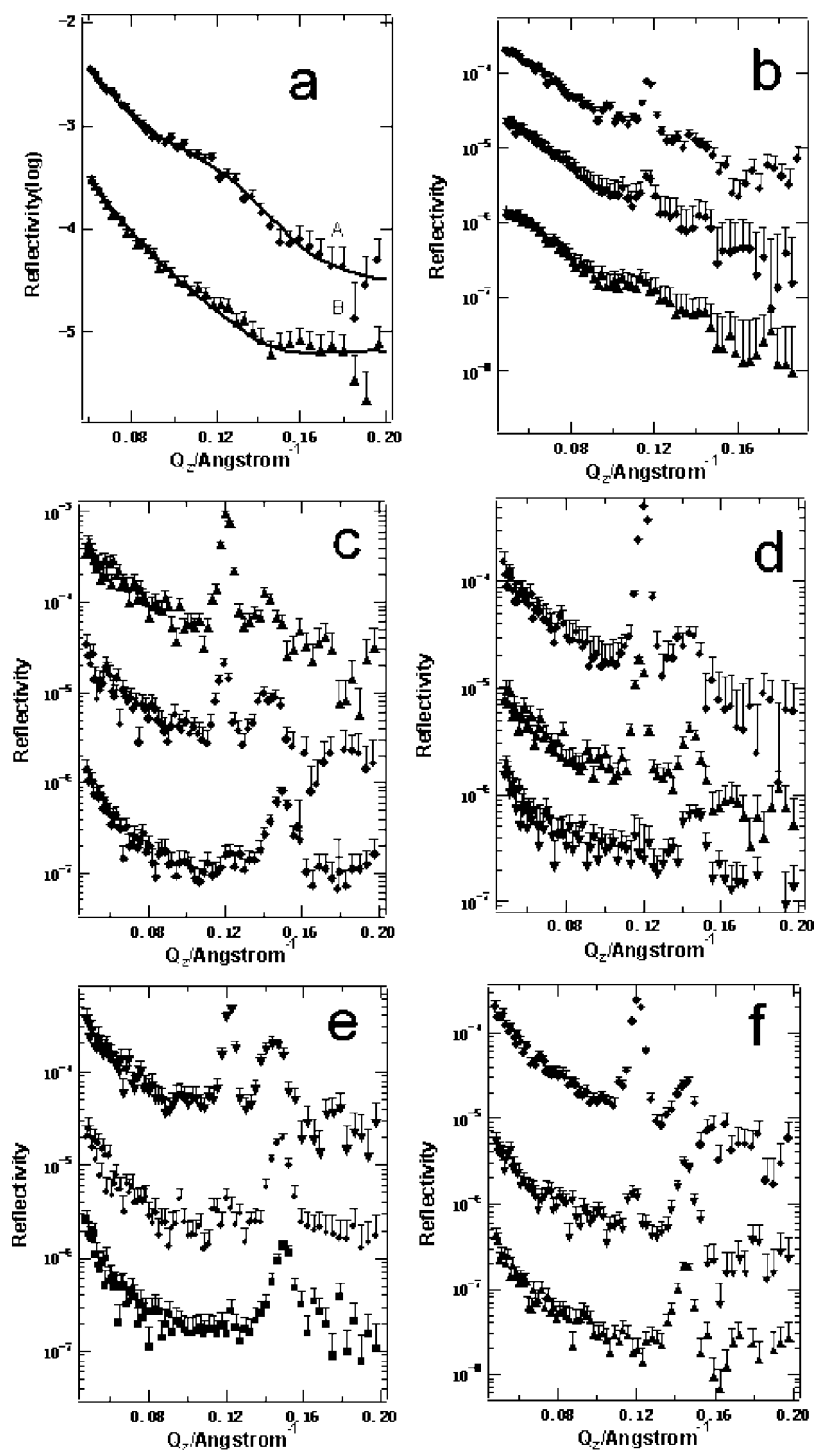 a
-2
-3
-4
-5
Reflectivity(log)
A
B
0.08 0.12 0.16 0.20
Qz/Angstrom-1
b
10-4
10-5
10-6
10-7
10-8
Reflectivity
0.08 0.12 0.16
Qz/Angstrom-1
c
10-3
10-4
10-5
10-6
10-7
Reflectivity
0.08 0.12 0.16 0.20
Qz/Angstrom-1
d
10-4
10-5
10-6
10-7
Reflectivity
0.08 0.12 0.16 0.20
Qz/Angstrom-1
e
10-4
10-5
10-6
10-7
Reflectivity
0.08 0.12 0.16 0.20
Qz/Angstrom-1
f
10-4
10-5
10-6
10-7
10-8
Reflectivity
0.08 0.12 0.16 0.20
Qz/Angstrom-1